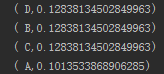 ( D,0.12838134502849963)
( B,0.12838134502849963)
( C,0.12838134502849963)
( A,0.1013533868906285)